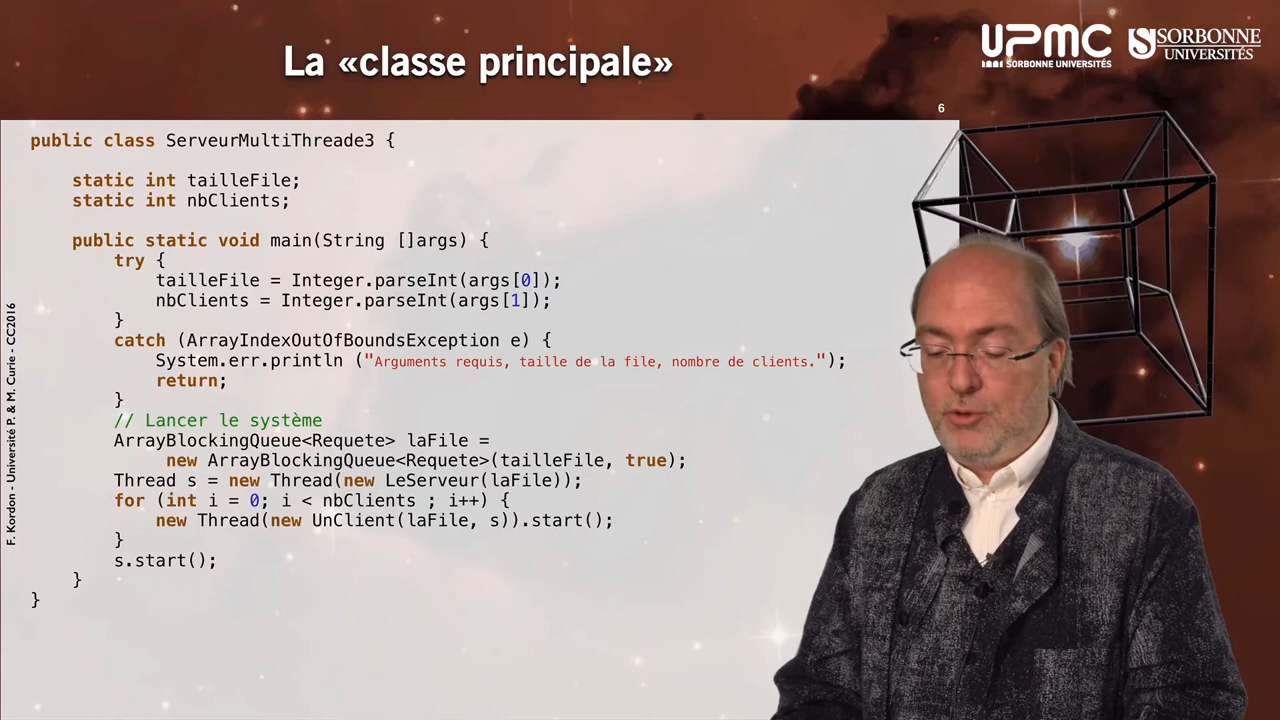 La «classe principale»
UPMC
SORBONNE UNIVERSITÉS
SORBONNE
UNIVERSITÉS
6
public class ServeurMultiThreade3 {
static int tailleFile;
static int nbClients;
public static void main(String []args) {
try {
tailleFile = Integer.parseInt(args[0]);
nbClients = Integer.parseInt(args[1]);
}
catch (ArrayIndexOutOfBoundsException e) {
System.err.println ("Arguments requis, taille de la file, nombre de clients.");
return;
}
// Lancer le système
ArrayBlockingQueue<Requete> laFile =
new ArrayBlockingQueue<Requete>(tailleFile, true);
Thread s = new Thread(new LeServeur(laFile));
for (int i = 0; i < nbClients ; i++) {
new Thread(new UnClient(laFile, s)).start();
}
s.start();
}
}
F. Kordon - Université P. & M. Curie - CC2016